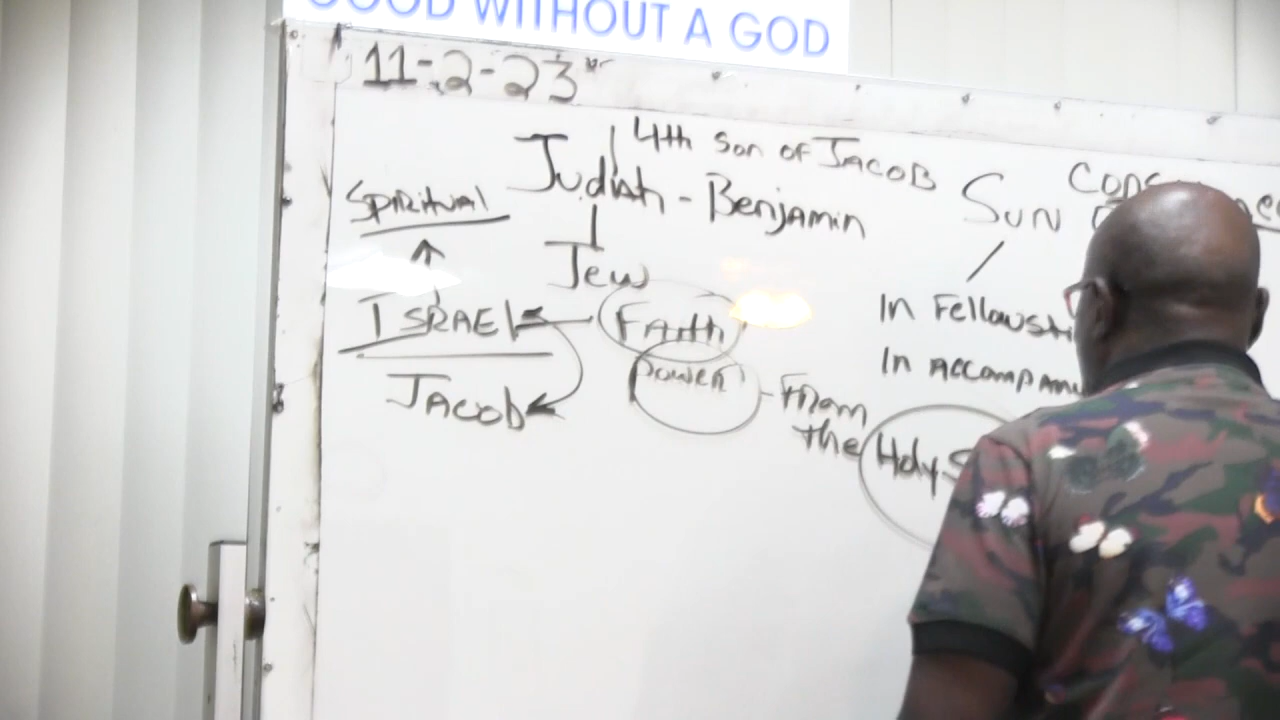 GOOD WITHOUT A GOD
11-2-23
4th Son of JACOB
Judiah - Benjamin
Spiritual
Jew
ISRAEL
Faith
Power
JACOB
From
the Holy
Sun
In Fellowshi
In Accompan